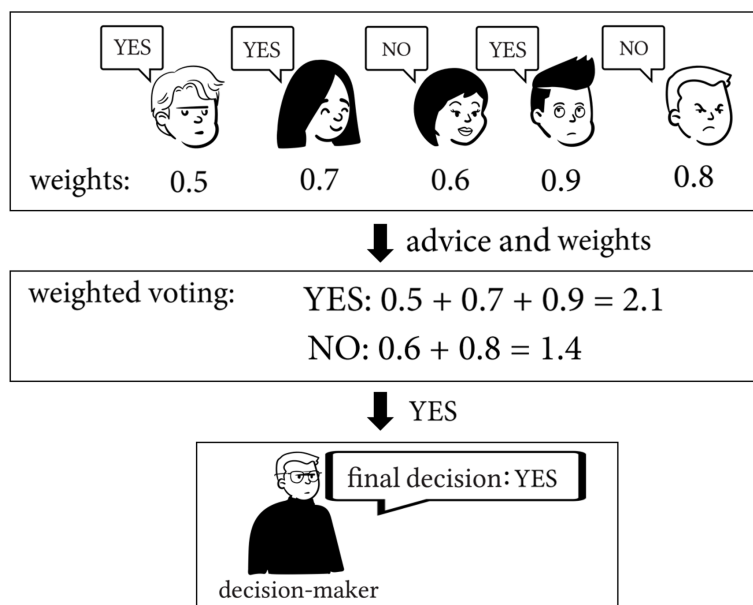 YES YES NO YES NO
weights: 0.5 0.7 0.6 0.9 0.8
advice and weights
weighted voting: YES: 0.5 + 0.7 + 0.9 = 2.1
NO: 0.6 + 0.8 = 1.4
YES
final decision: YES
decision-maker